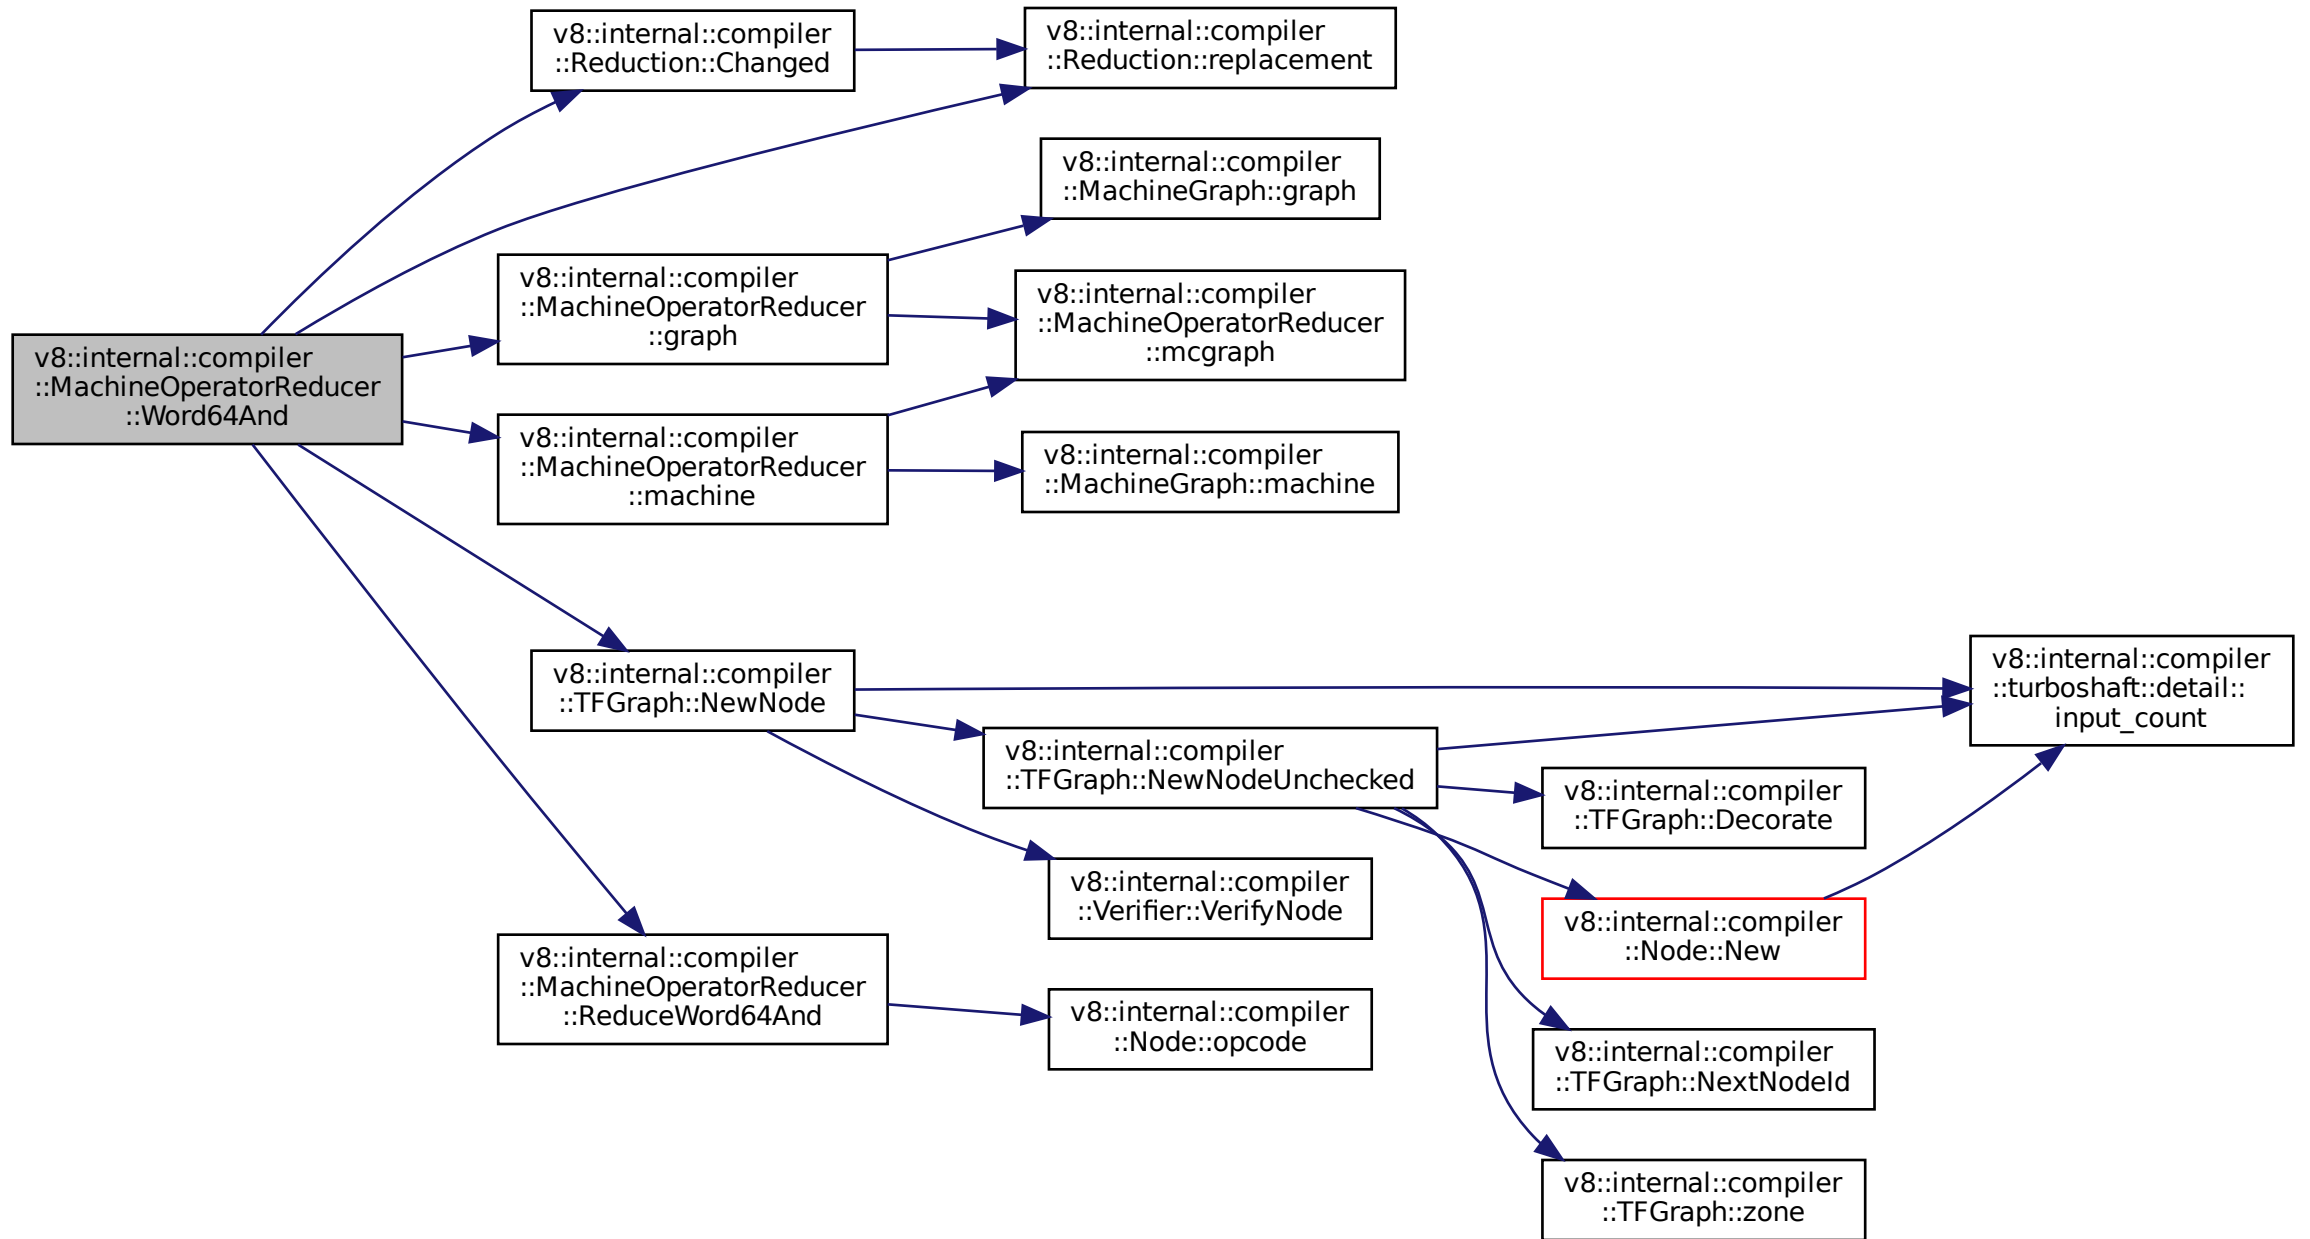 v8::internal::compiler
::MachineOperatorReducer
::Word64And
v8::internal::compiler
::Reduction::Changed
v8::internal::compiler
::Reduction::replacement
v8::internal::compiler
::MachineGraph::graph
v8::internal::compiler
::MachineOperatorReducer
::graph
v8::internal::compiler
::MachineOperatorReducer
::mcgraph
v8::internal::compiler
::MachineOperatorReducer
::machine
v8::internal::compiler
::MachineGraph::machine
v8::internal::compiler
::TFGraph::NewNode
v8::internal::compiler
::turboshaft::detail::
input_count
v8::internal::compiler
::TFGraph::NewNodeUnchecked
v8::internal::compiler
::TFGraph::Decorate
v8::internal::compiler
::Verifier::VerifyNode
v8::internal::compiler
::Node::New
v8::internal::compiler
::MachineOperatorReducer
::ReduceWord64And
v8::internal::compiler
::Node::opcode
v8::internal::compiler
::TFGraph::NextNodeId
v8::internal::compiler
::TFGraph::zone